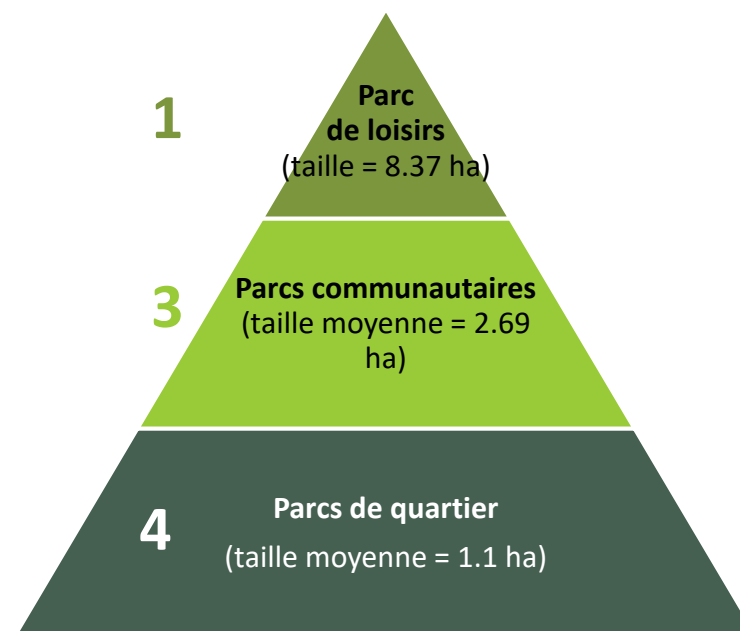 1
Parc
de loisirs
(taille = 8.37 ha)
3
Parcs communautaires
(taille moyenne = 2.69
ha)
4
Parcs de quartier
(taille moyenne = 1.1 ha)